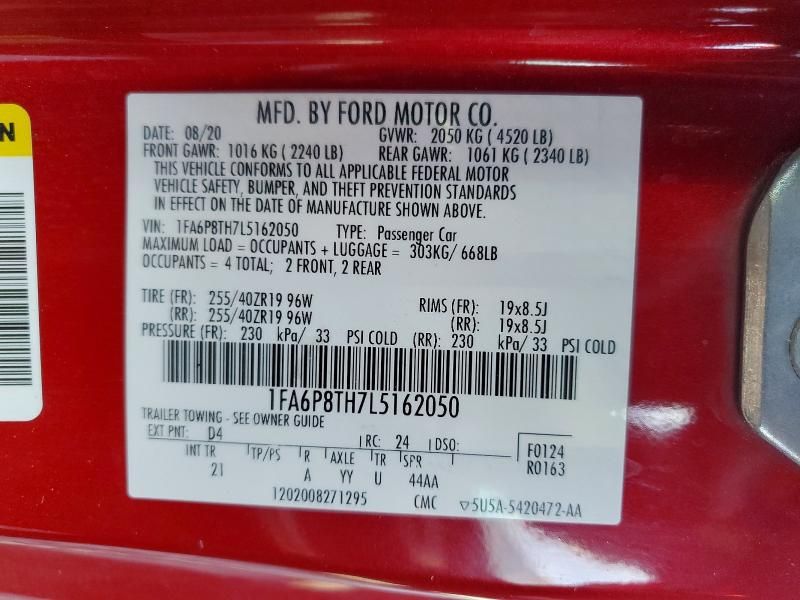 N
MFD. BY FORD MOTOR CO.
DATE: 08/20 GVWR: 2050 KG ( 4520 LB)
FRONT GAWR: 1016 KG ( 2240 LB) REAR GAWR: 1061 KG ( 2340 LB)
THIS VEHICLE CONFORMS TO ALL APPLICABLE FEDERAL MOTOR
VEHICLE SAFETY, BUMPER, AND THEFT PREVENTION STANDARDS
IN EFFECT ON THE DATE OF MANUFACTURE SHOWN ABOVE.
VIN: 1FA6P8TH7L5162050 TYPE: Passenger Car
MAXIMUM LOAD = OCCUPANTS + LUGGAGE = 303KG/ 668LB
OCCUPANTS = 4 TOTAL; 2 FRONT, 2 REAR
TIRE (FR): 255/40ZR19 96W RIMS (FR): 19x8.5J
(RR): 255/40ZR19 96W (RR): 19x8.5J
PRESSURE (FR): 230 kPa/ 33 PSI COLD (RR): 230 kPa/ 33 PSI COLD
1FA6P8TH7L5162050
TRAILER TOWING - SEE OWNER GUIDE
EXT PNT: D4 RC: 24 DSO: F0124
INT TR TP/PS R AXLE TR SPR R0163
21 A YY U 44AA
1202008271295 CMC ▽5U5A-5420472-AA